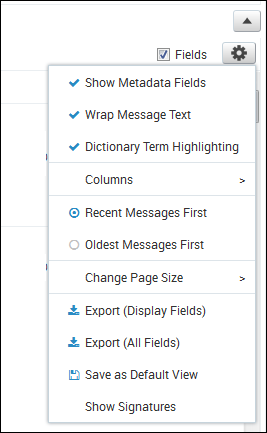 Fields
Show Metadata Fields
Wrap Message Text
Dictionary Term Highlighting
Columns >
Recent Messages First
Oldest Messages First
Change Page Size >
Export (Display Fields)
Export (All Fields)
Save as Default View
Show Signatures